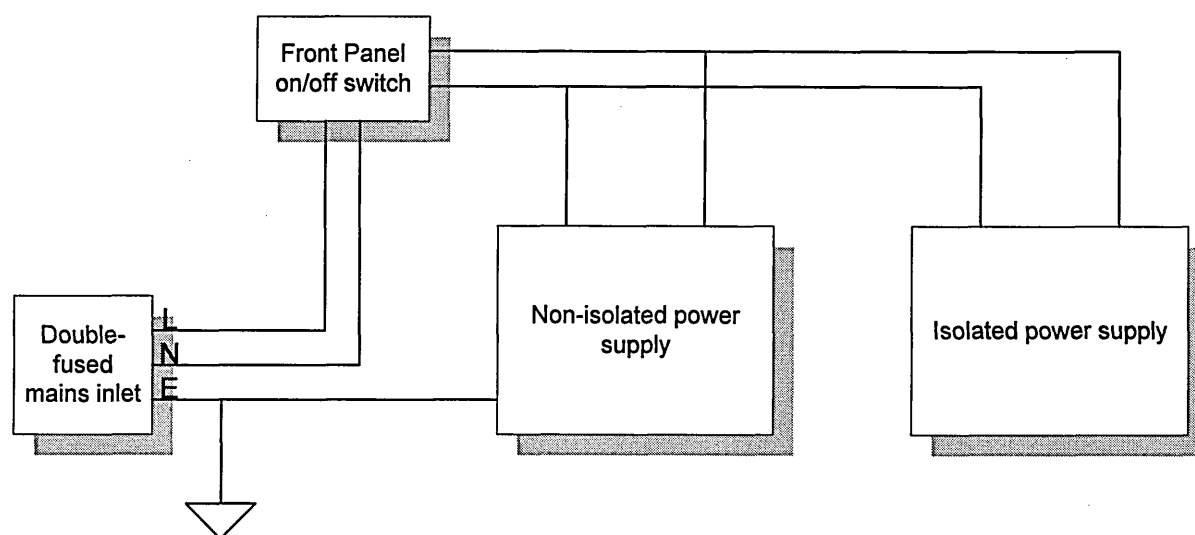 Front Panel
on/off switch
Non-isolated power
supply
Isolated power supply
Double-
fused
mains inlet
L
N
E